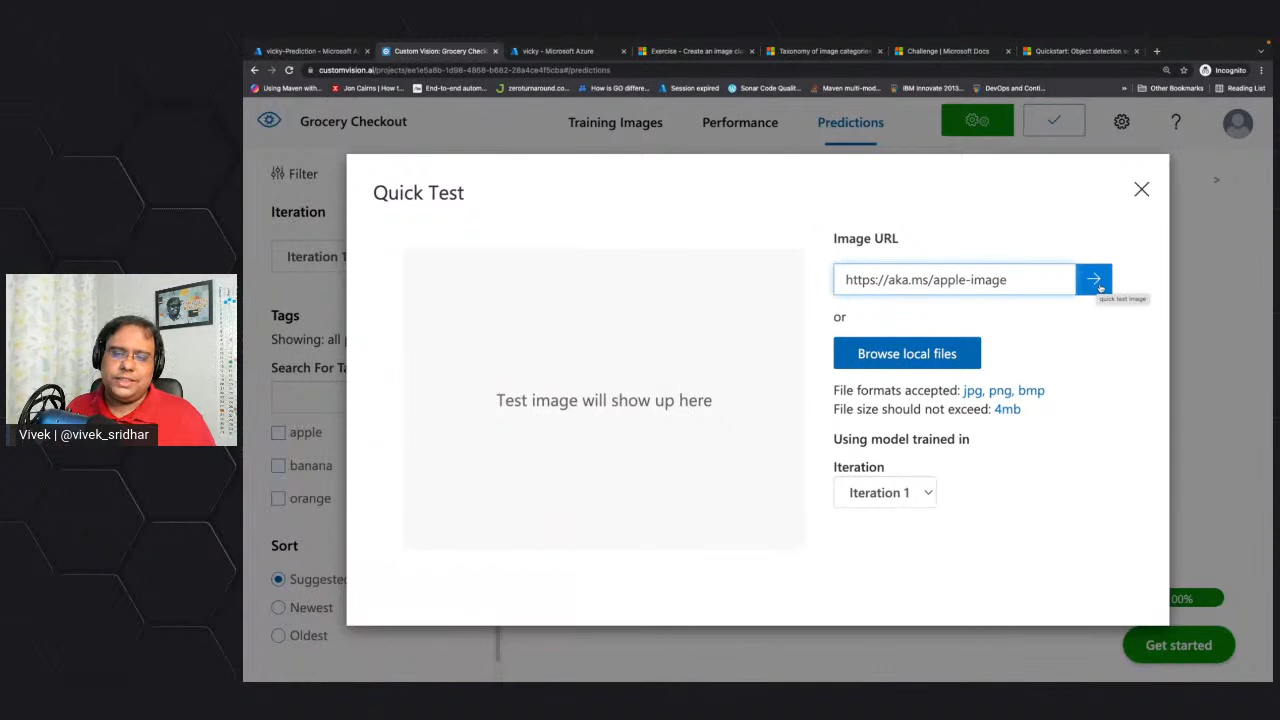 vicky-Prediction - Microsoft A
Custom Vision: Grocery Check
vicky - Microsoft Azure
Exercise - Create an image cla
Taxonomy of image categories
Challenge | Microsoft Docs
Quickstart: Object detection w
customvision.ai/projects/ee1e5a8b-1d98-4868-b682-28a4ce4f5cba#/predictions
Incognito
Using Maven with...
Jon Cairns | How t...
End-to-end autom...
zeroturnaround.co...
How is GO differe...
Session expired
Sonar Code Qualit...
Maven multi-mod...
IBM Innovate 2013...
DevOps and Conti...
Other Bookmarks
Reading List
Grocery Checkout
Training Images
Performance
Predictions
?
Filter
Iteration
Iteration 1
Tags
Showing: all p
Search For Ta
apple
banana
orange
Sort
Suggested
Newest
Oldest
Quick Test
Test image will show up here
Image URL
https://aka.ms/apple-image
quick test image
or
Browse local files
File formats accepted: jpg, png, bmp
File size should not exceed: 4mb
Using model trained in
Iteration
Iteration 1
00%
Get started
Vivek | @vivek_sridhar